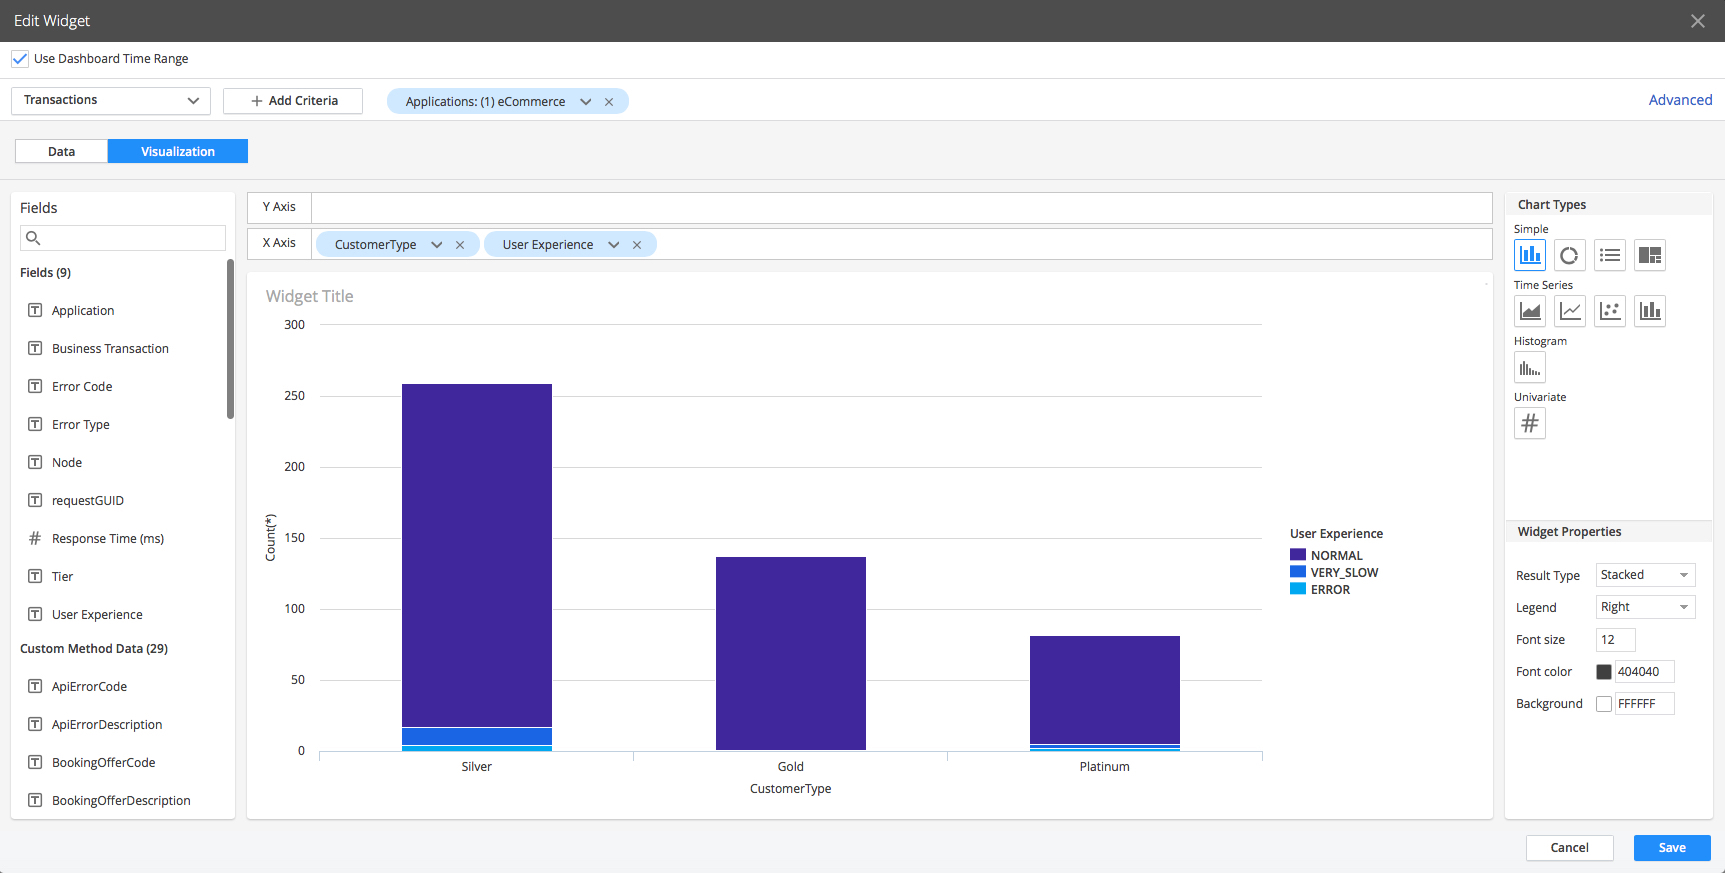 Edit Widget
Use Dashboard Time Range
Transactions
Add Criteria
Applications: (1) eCommerce
Advanced
Data
Visualization
Fields
Fields (9)
Application
Business Transaction
Error Code
Error Type
Node
requestGUID
Response Time (ms)
Tier
User Experience
Custom Method Data (29)
ApiErrorCode
ApiErrorDescription
BookingOfferCode
BookingOfferDescription
Y Axis
X Axis
CustomerType
User Experience
Widget Title
300
250
200
150
100
50
0
Count(*)
Silver
Gold
Platinum
CustomerType
User Experience
NORMAL
VERY_SLOW
ERROR
Chart Types
Simple
Time Series
Histogram
Univariate
Widget Properties
Result Type
Stacked
Legend
Right
Font size
12
Font color
404040
Background
FFFFFF
Cancel
Save